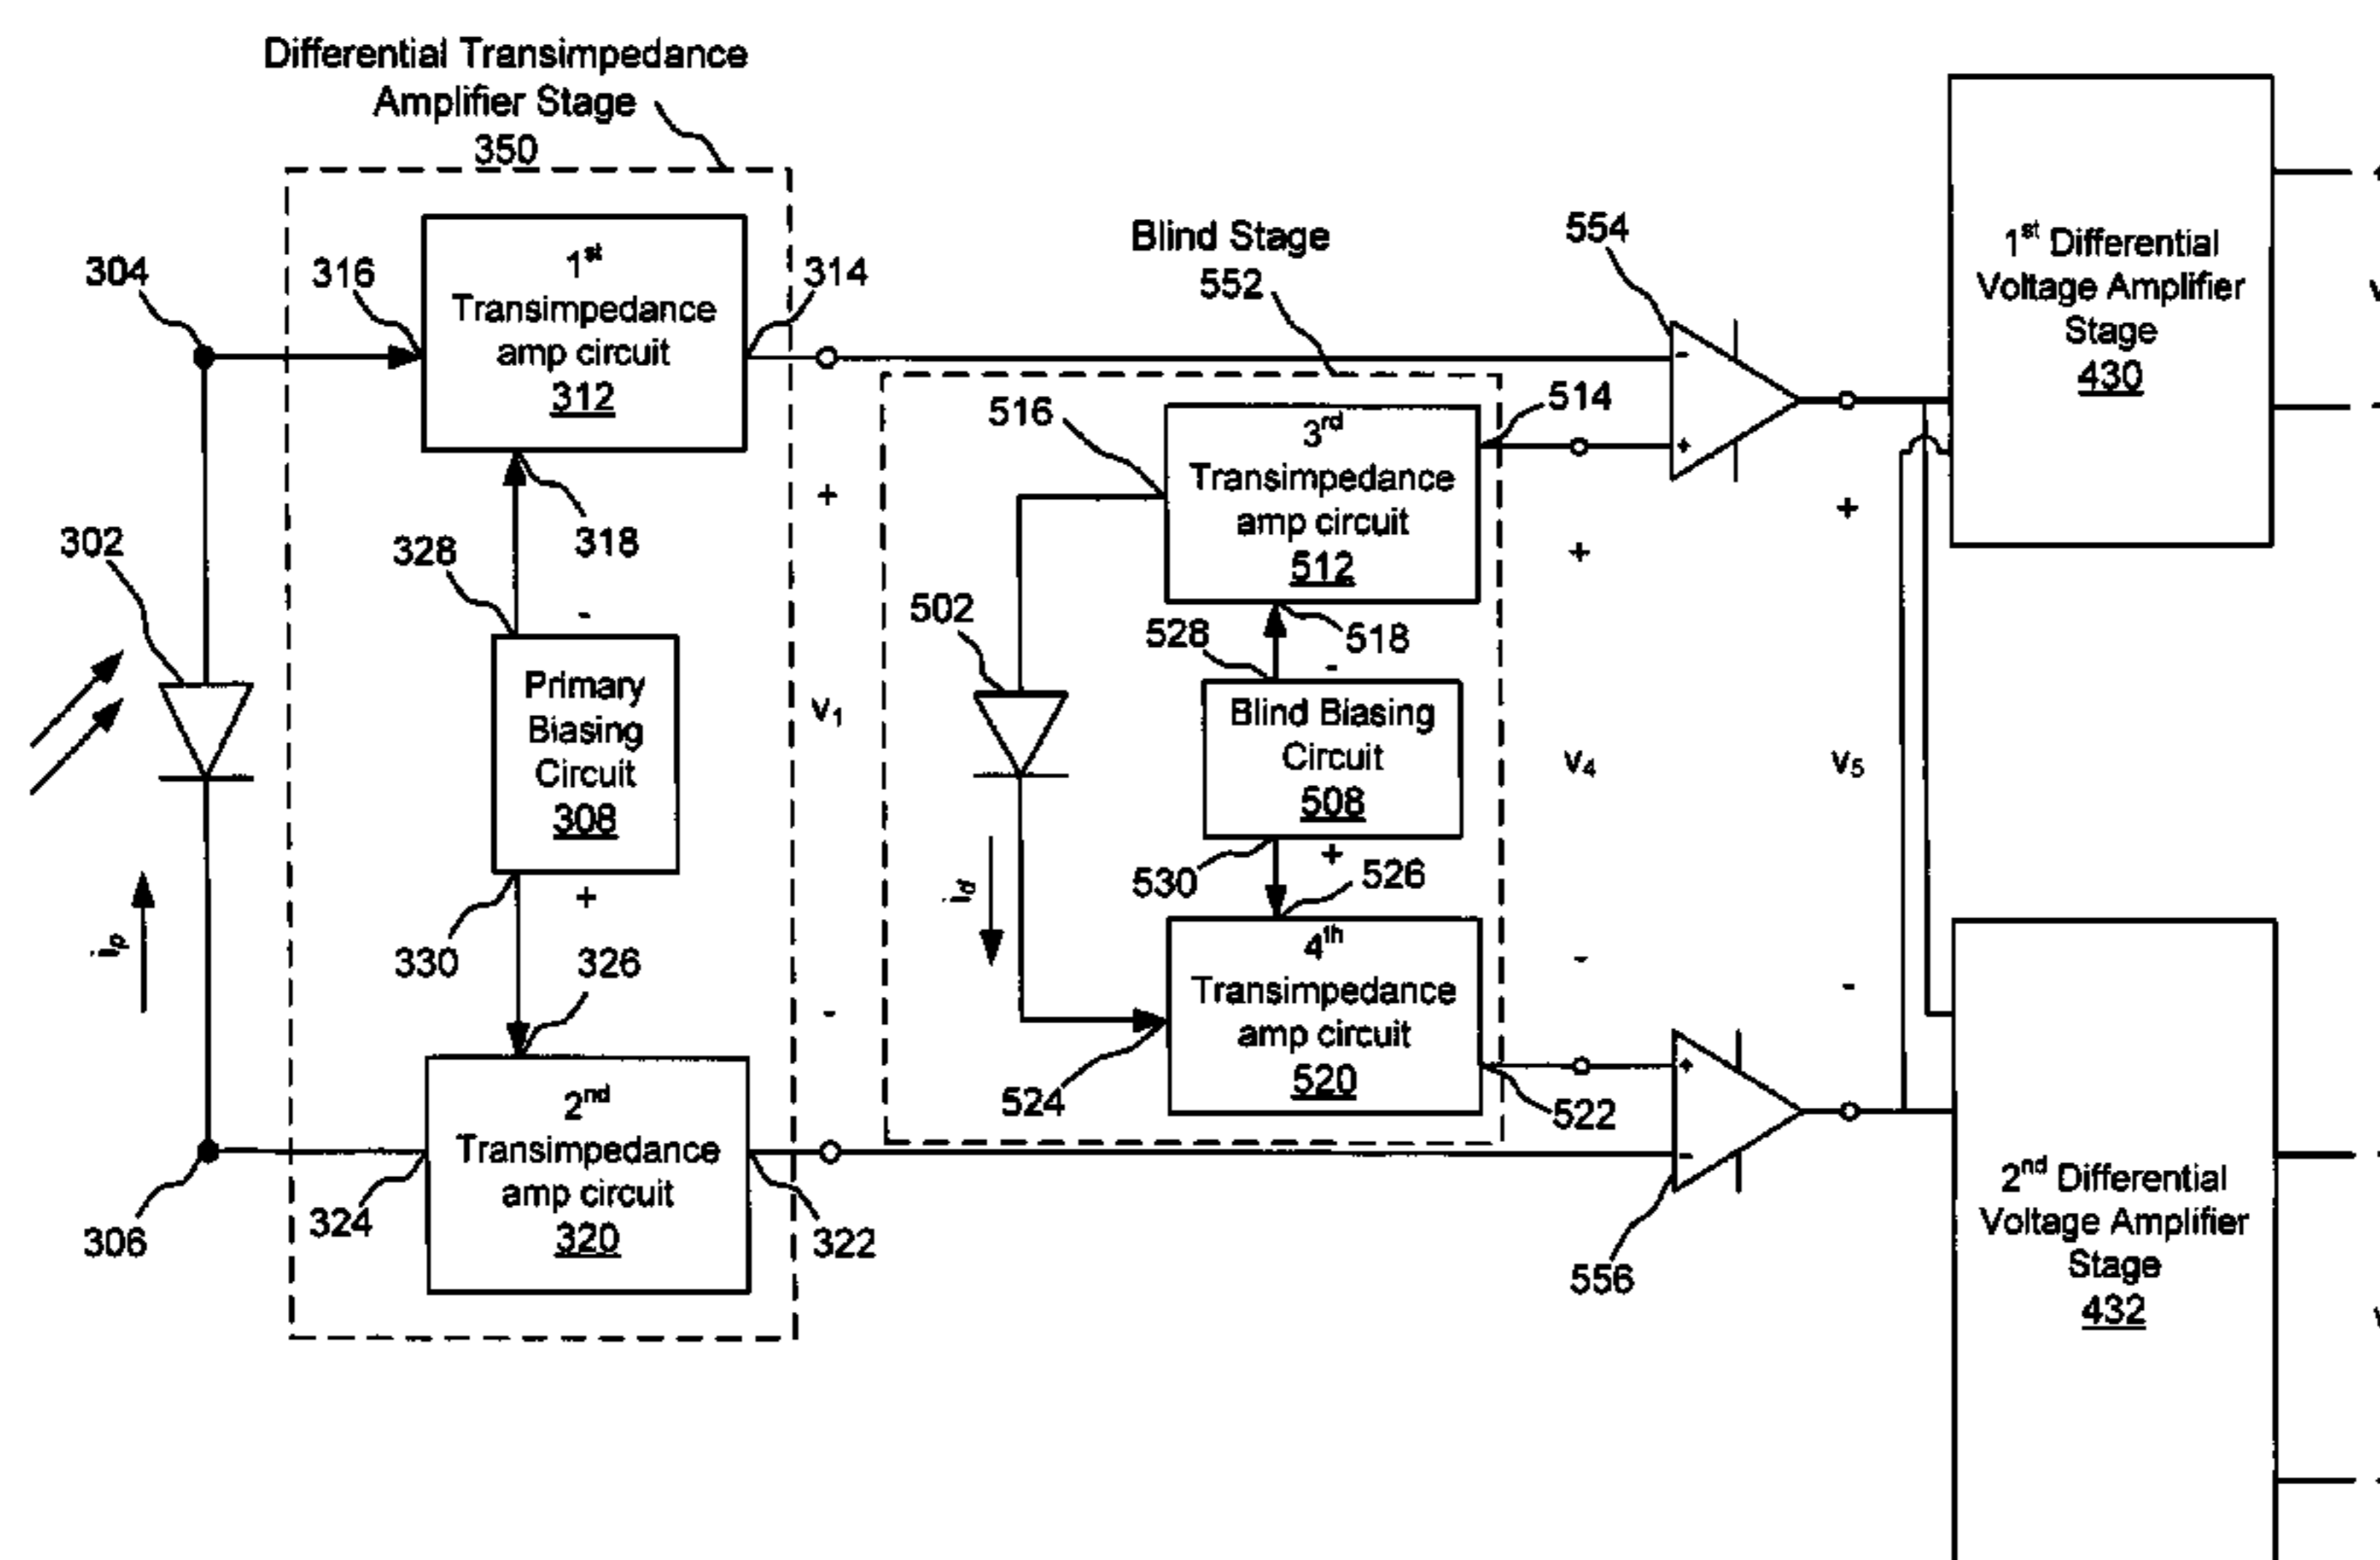 Differential Transimpedance
Amplifier Stage
350
304
316
1st
Transimpedance
amp circuit
312
314
318
302
328
-
Primary
Biasing
Circuit
308
+
330
326
ip
306
324
2nd
Transimpedance
amp circuit
320
322
+
v1
-
Blind Stage
552
516
3rd
Transimpedance
amp circuit
512
514
502
528
518
-
Blind Biasing
Circuit
508
+
530
526
id
524
4th
Transimpedance
amp circuit
520
522
+
v4
-
554
-
+
+
v5
-
+
-
556
1st Differential
Voltage Amplifier
Stage
430
2nd Differential
Voltage Amplifier
Stage
432